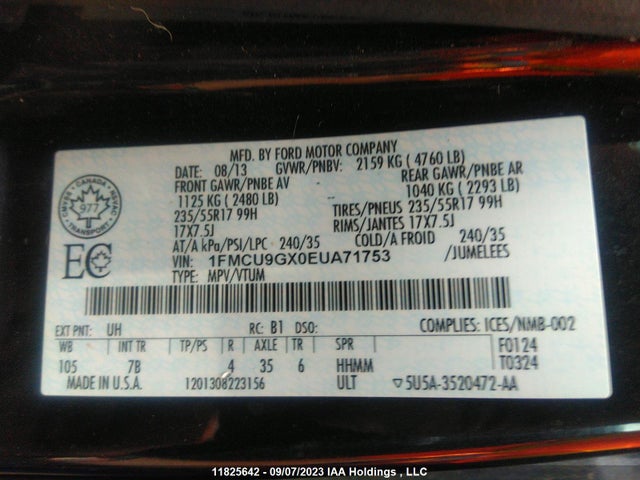 MFD. BY FORD MOTOR COMPANY
DATE: 08/13 GVWR/PNBV: 2159 KG ( 4760 LB)
FRONT GAWR/PNBE AV REAR GAWR/PNBE AR
1125 KG ( 2480 LB) 1040 KG ( 2293 LB)
235/55R17 99H TIRES/PNEUS 235/55R17 99H
17X7.5J RIMS/JANTES 17X7.5J
AT/A kPa/PSI/LPC 240/35 COLD/A FROID 240/35
VIN: 1FMCU9GX0EUA71753 /JUMELEES
TYPE: MPV/VTUM
CANADA
CMVSS
977
NSVAC
TRANSPORT
EC
EXT PNT: UH RC: B1 DSO: COMPLIES: ICES/NMB-002
WB INT TR TP/PS R AXLE TR SPR F0124
105 7B 4 35 6 HHMM T0324
MADE IN U.S.A. 1201308223156 ULT ▽5U5A-3520472-AA
11825642 - 09/07/2023 IAA Holdings , LLC